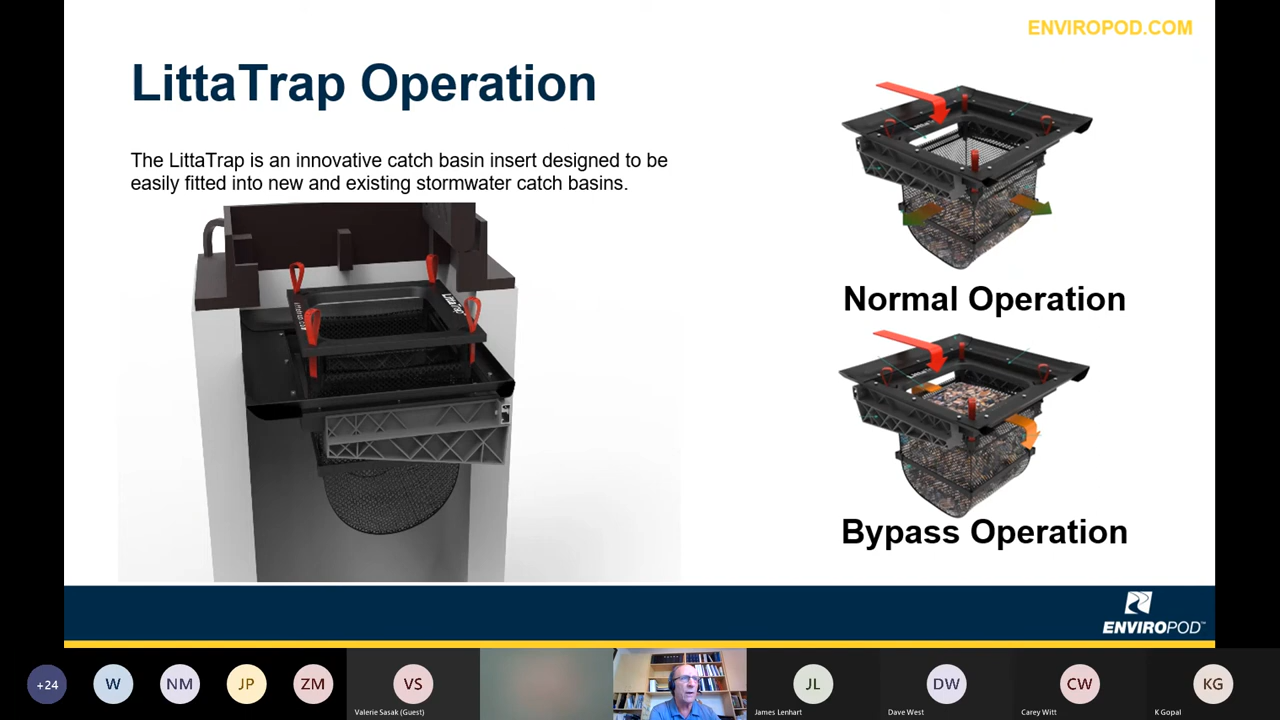 ENVIROPOD.COM
LittaTrap Operation
The LittaTrap is an innovative catch basin insert designed to be
easily fitted into new and existing stormwater catch basins.
LittaTrap
Normal Operation
Bypass Operation
ENVIROPOD™
+24
W
NM
JP
ZM
VS
JL
DW
CW
KG
Valerie Sasak (Guest)
James Lenhart
Dave West
Carey Witt
K Gopal